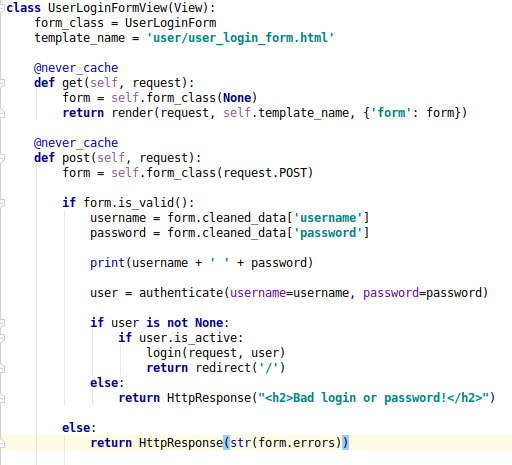 class UserLoginFormView(View):
    form_class = UserLoginForm
    template_name = 'user/user_login_form.html'

    @never_cache
    def get(self, request):
        form = self.form_class(None)
        return render(request, self.template_name, {'form': form})

    @never_cache
    def post(self, request):
        form = self.form_class(request.POST)

        if form.is_valid():
            username = form.cleaned_data['username']
            password = form.cleaned_data['password']

            print(username + ' ' + password)

            user = authenticate(username=username, password=password)

            if user is not None:
                if user.is_active:
                    login(request, user)
                    return redirect('/')
            else:
                return HttpResponse("<h2>Bad login or password!</h2>")

        else:
            return HttpResponse(str(form.errors))